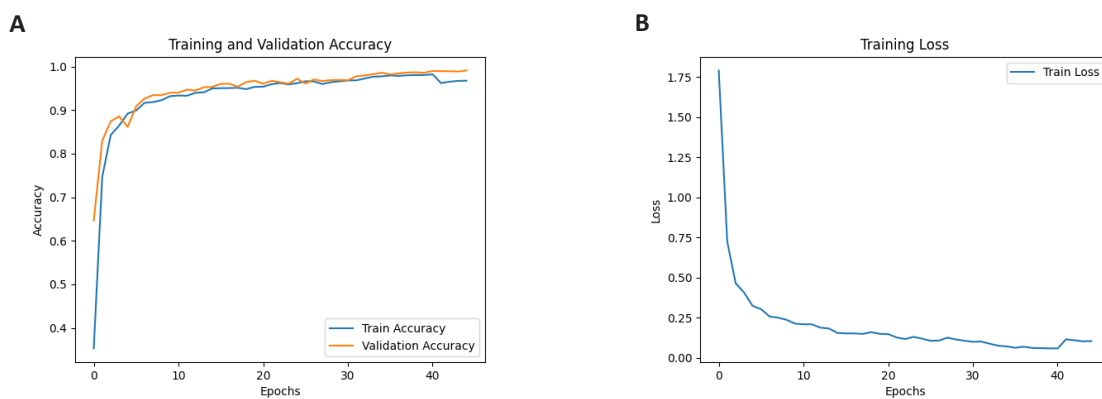 A
Training and Validation Accuracy
1.0
0.9
0.8
0.7
0.6
0.5
0.4
Accuracy
0
10
20
30
40
Epochs
Train Accuracy
Validation Accuracy
B
Training Loss
1.75
1.50
1.25
1.00
0.75
0.50
0.25
0.00
Loss
0
10
20
30
40
Epochs
Train Loss